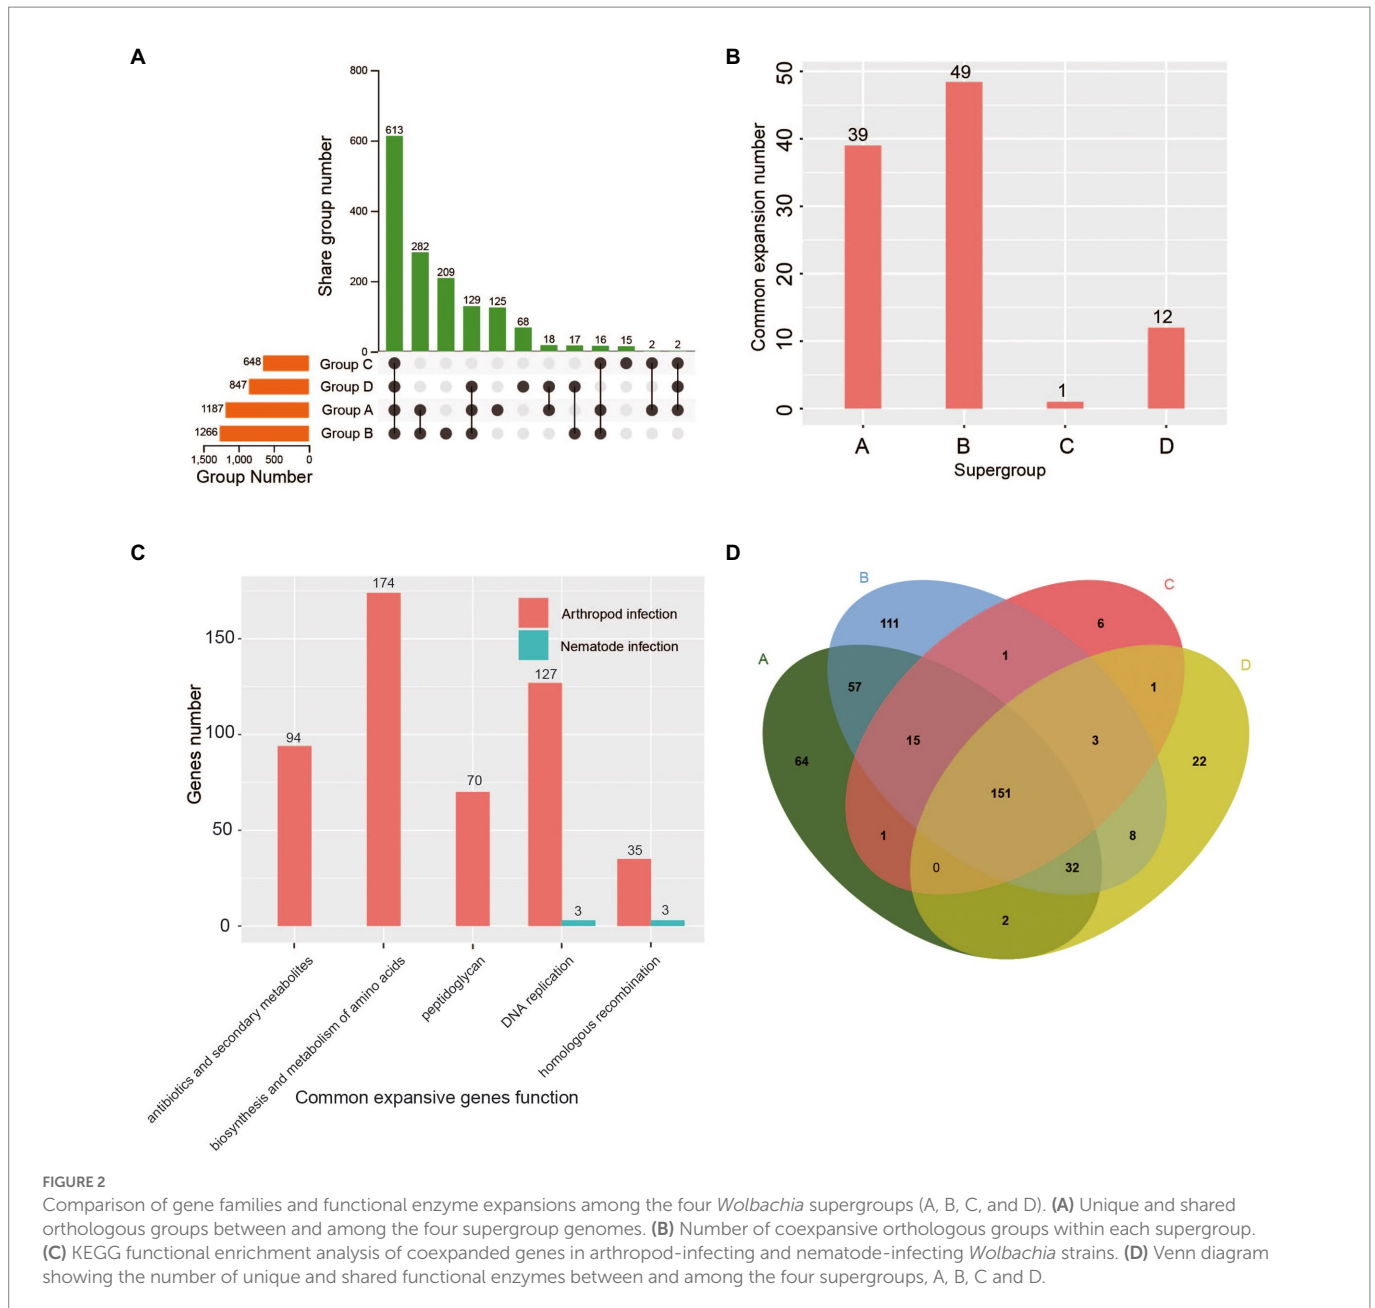 A
800
600
400
200
0
Share group number
613
282
209
129
125
68
18
17
16
15
2
2
648
847
1187
1266
Group C
Group D
Group A
Group B
1,500 1,000 500 0
Group Number
B
50
40
30
20
10
0
Common expansion number
39
49
1
12
A B C D
Supergroup
C
150
100
50
0
Genes number
94
174
70
127
3
35
3
Arthropod infection
Nematode infection
antibiotics and secondary metabolites
biosynthesis and metabolism of amino acids
peptidoglycan
DNA replication
homologous recombination
Common expansive genes function
D
B
C
A
D
111
6
1
57
1
15
3
64
22
151
1
8
0
32
2
FIGURE 2
Comparison of gene families and functional enzyme expansions among the four Wolbachia supergroups (A, B, C, and D). (A) Unique and shared
orthologous groups between and among the four supergroup genomes. (B) Number of coexpansive orthologous groups within each supergroup.
(C) KEGG functional enrichment analysis of coexpanded genes in arthropod-infecting and nematode-infecting Wolbachia strains. (D) Venn diagram
showing the number of unique and shared functional enzymes between and among the four supergroups, A, B, C and D.